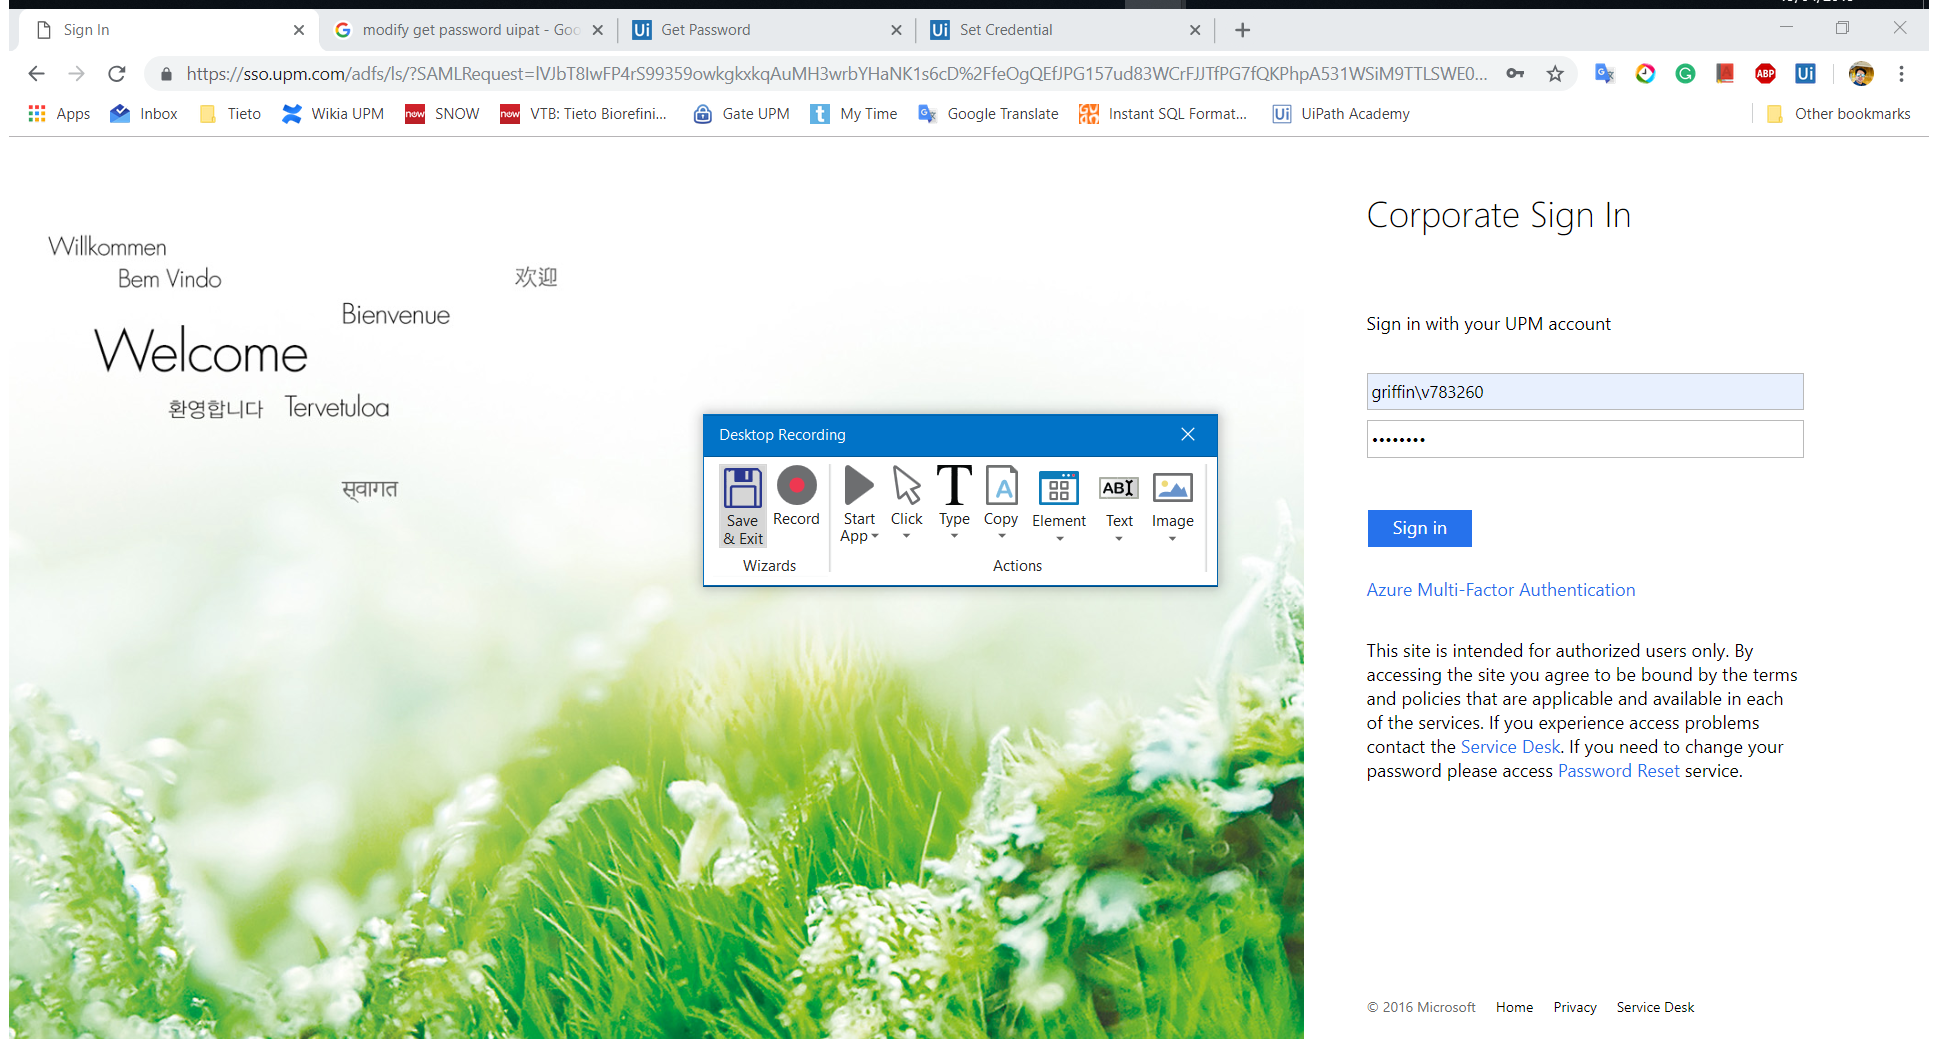 Sign In
modify get password uipat - Goo
Get Password
Set Credential
https://sso.upm.com/adfs/ls/?SAMLRequest=lVJbT8IwFP4rS99359owkgkxkqAuMH3wrbYHaNK1s6cD%2FfeOgQEfJPG157ud83WCrFJJTfPG7fQKPhpA531WSiM9TTLSWE0...
Apps
Inbox
Tieto
Wikia UPM
now SNOW
now VTB: Tieto Biorefini...
Gate UPM
t My Time
Google Translate
Instant SQL Format...
Ui UiPath Academy
Other bookmarks
Willkommen
Bem Vindo
欢迎
Bienvenue
Welcome
환영합니다
Tervetuloa
स्वागत
Desktop Recording
Save & Exit
Record
Start App
Click
Type
Copy
Element
Text
Image
Wizards
Actions
Corporate Sign In
Sign in with your UPM account
griffin\v783260
••••••••
Sign in
Azure Multi-Factor Authentication
This site is intended for authorized users only. By
accessing the site you agree to be bound by the terms
and policies that are applicable and available in each
of the services. If you experience access problems
contact the Service Desk. If you need to change your
password please access Password Reset service.
© 2016 Microsoft
Home
Privacy
Service Desk